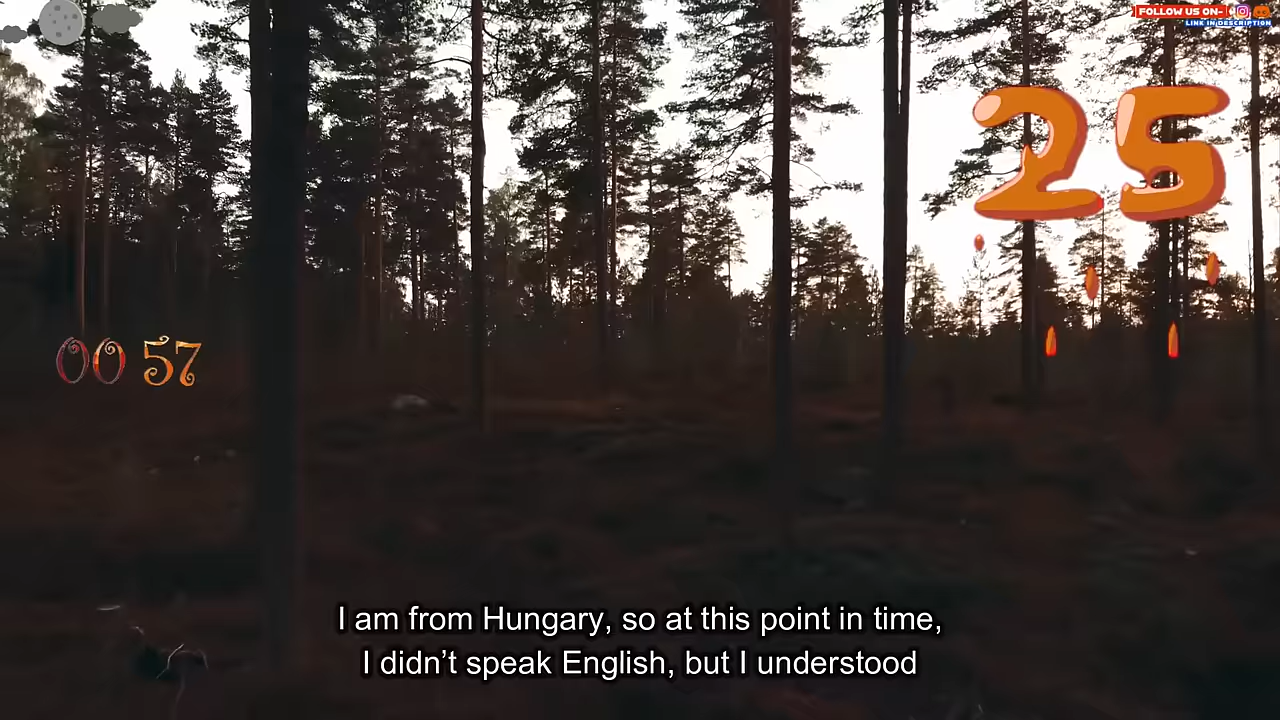 FOLLOW US ON-
LINK IN DESCRIPTION
25
00 57
I am from Hungary, so at this point in time,
I didn't speak English, but I understood